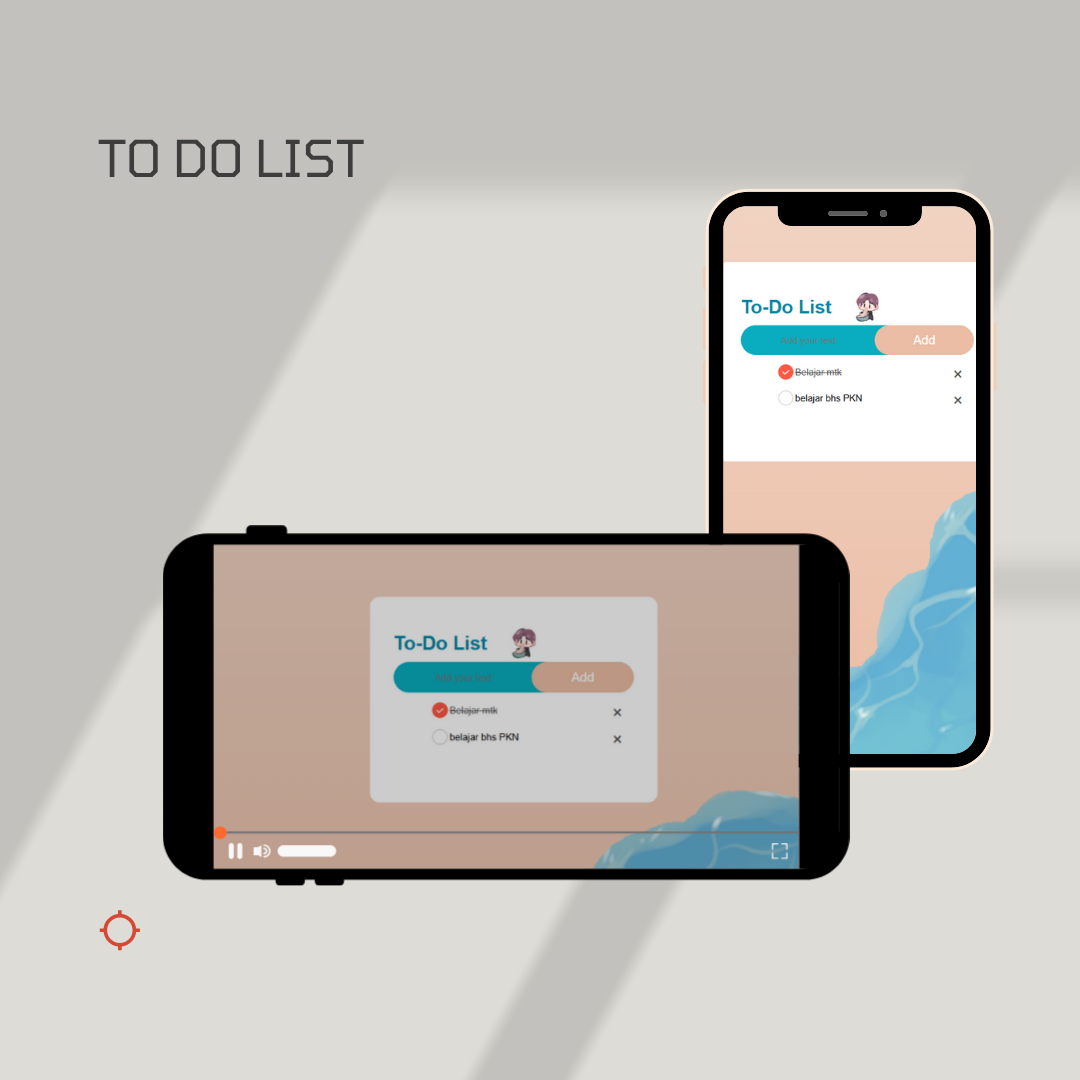 TO DO LIST
To-Do List
Add your text
Add
Belajar mtk
belajar bhs PKN
To-Do List
Add your text
Add
Belajar mtk
belajar bhs PKN